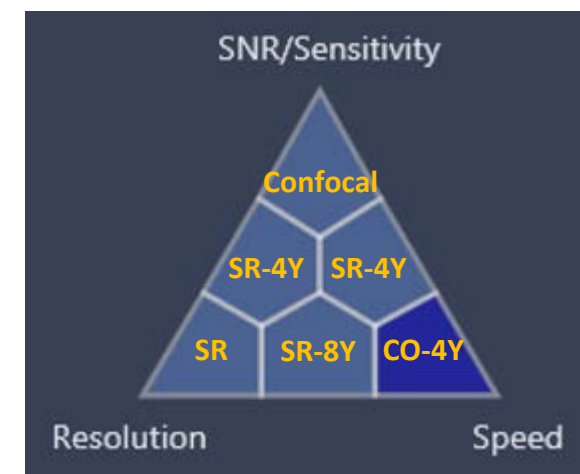 SNR/Sensitivity
Confocal
SR-4Y SR-4Y
SR SR-8Y CO-4Y
Resolution Speed